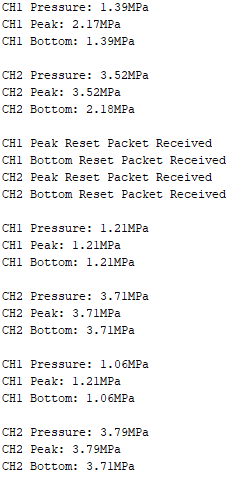 CH1 Pressure: 1.39MPa
CH1 Peak: 2.17MPa
CH1 Bottom: 1.39MPa

CH2 Pressure: 3.52MPa
CH2 Peak: 3.52MPa
CH2 Bottom: 2.18MPa

CH1 Peak Reset Packet Received
CH1 Bottom Reset Packet Received
CH2 Peak Reset Packet Received
CH2 Bottom Reset Packet Received

CH1 Pressure: 1.21MPa
CH1 Peak: 1.21MPa
CH1 Bottom: 1.21MPa

CH2 Pressure: 3.71MPa
CH2 Peak: 3.71MPa
CH2 Bottom: 3.71MPa

CH1 Pressure: 1.06MPa
CH1 Peak: 1.21MPa
CH1 Bottom: 1.06MPa

CH2 Pressure: 3.79MPa
CH2 Peak: 3.79MPa
CH2 Bottom: 3.71MPa